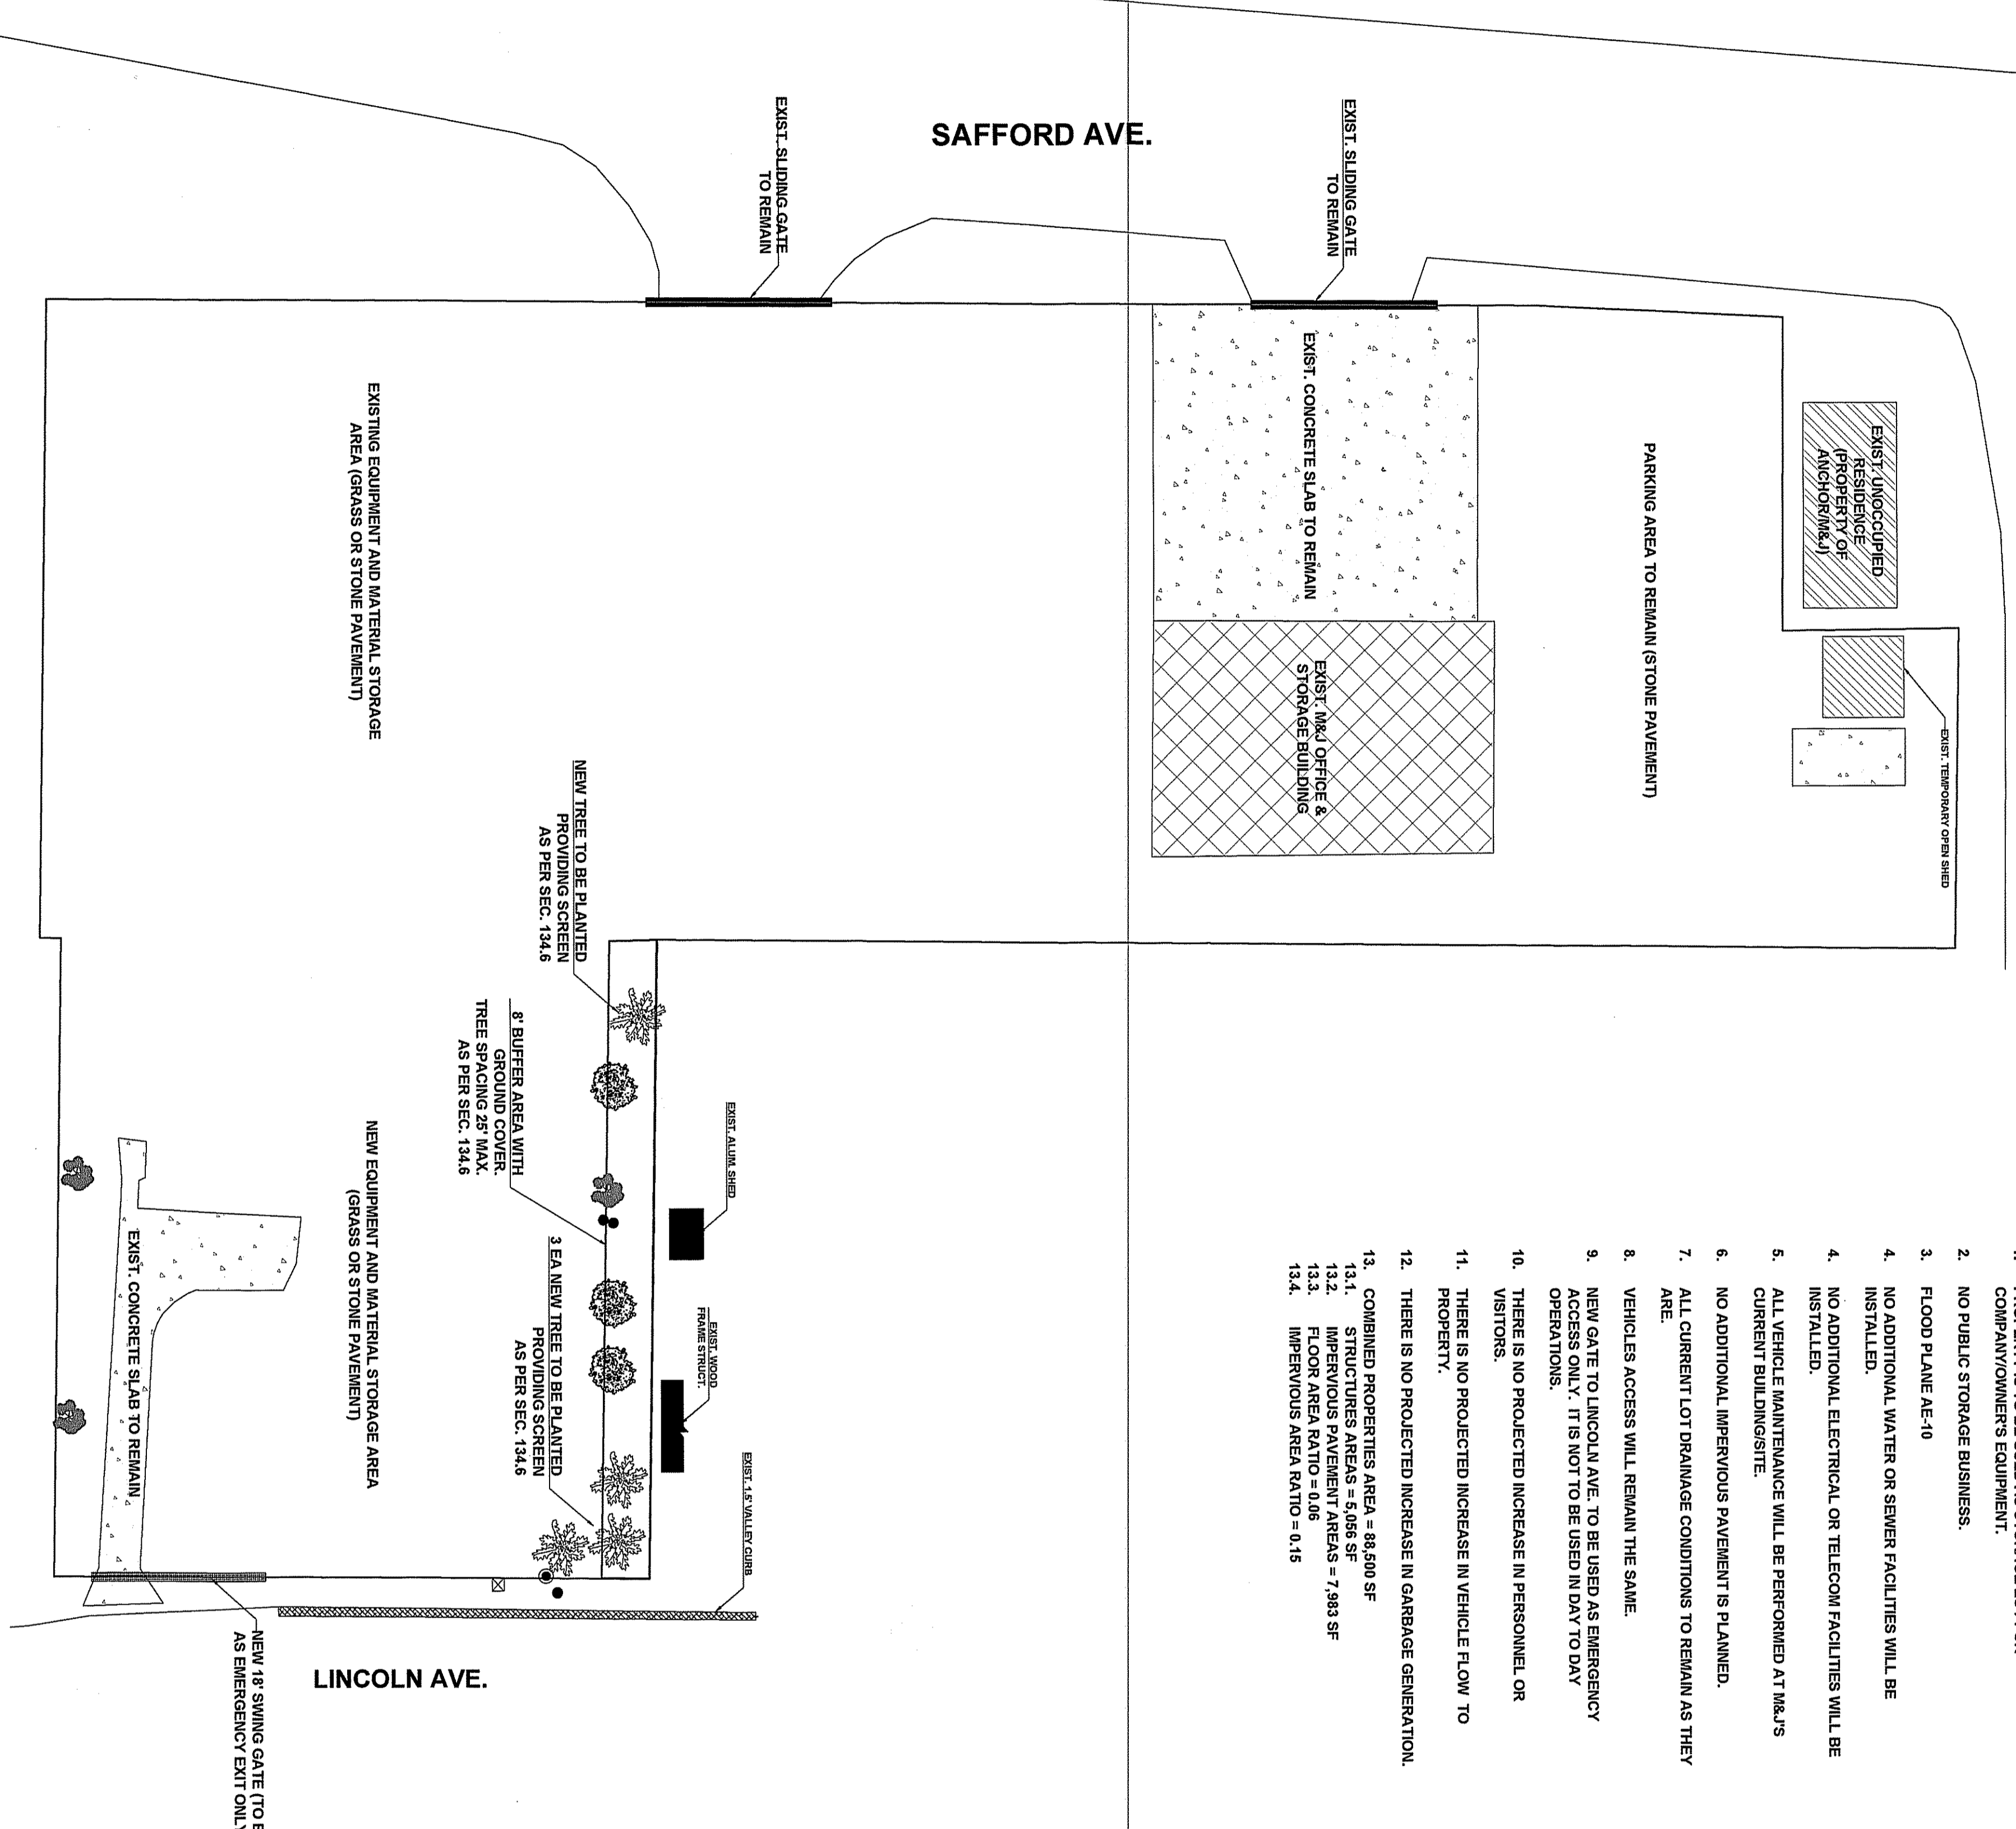 SAFFORD AVE.
EXIST. SLIDING GATE
TO REMAIN
EXIST. SLIDING GATE
TO REMAIN
EXIST. UNOCCUPIED
RESIDENCE
(PROPERTY OF
ANCHOR/M&J)
EXIST. TEMPORARY OPEN SHED
PARKING AREA TO REMAIN (STONE PAVEMENT)
EXIST. CONCRETE SLAB TO REMAIN
EXIST. M&J OFFICE &
STORAGE BUILDING
EXISTING EQUIPMENT AND MATERIAL STORAGE
AREA (GRASS OR STONE PAVEMENT)
NEW TREE TO BE PLANTED
PROVIDING SCREEN
AS PER SEC. 134.6
8' BUFFER AREA WITH
GROUND COVER.
TREE SPACING 25' MAX.
AS PER SEC. 134.6
NEW EQUIPMENT AND MATERIAL STORAGE AREA
(GRASS OR STONE PAVEMENT)
3 EA NEW TREE TO BE PLANTED
PROVIDING SCREEN
AS PER SEC. 134.6
EXIST. ALUM. SHED
EXIST. WOOD
FRAME STRUCT.
EXIST. 1.5' VALLEY CURB
EXIST. CONCRETE SLAB TO REMAIN
NEW 18' SWING GATE (TO
AS EMERGENCY EXIT ONLY
LINCOLN AVE.
COMPANY/OWNER'S EQUIPMENT.
2. NO PUBLIC STORAGE BUSINESS.
3. FLOOD PLANE AE-10
4. NO ADDITIONAL WATER OR SEWER FACILITIES WILL BE
INSTALLED.
4. NO ADDITIONAL ELECTRICAL OR TELECOM FACILITIES WILL BE
INSTALLED.
5. ALL VEHICLE MAINTENANCE WILL BE PERFORMED AT M&J'S
CURRENT BUILDING/SITE.
6. NO ADDITIONAL IMPERVIOUS PAVEMENT IS PLANNED.
7. ALL CURRENT LOT DRAINAGE CONDITIONS TO REMAIN AS THEY
ARE.
8. VEHICLES ACCESS WILL REMAIN THE SAME.
9. NEW GATE TO LINCOLN AVE. TO BE USED AS EMERGENCY
ACCESS ONLY. IT IS NOT TO BE USED IN DAY TO DAY
OPERATIONS.
10. THERE IS NO PROJECTED INCREASE IN PERSONNEL OR
VISITORS.
11. THERE IS NO PROJECTED INCREASE IN VEHICLE FLOW TO
PROPERTY.
12. THERE IS NO PROJECTED INCREASE IN GARBAGE GENERATION.
13. COMBINED PROPERTIES AREA = 88,500 SF
13.1. STRUCTURES AREAS = 5,056 SF
13.2. IMPERVIOUS PAVEMENT AREAS = 7,983 SF
13.3. FLOOR AREA RATIO = 0.06
13.4. IMPERVIOUS AREA RATIO = 0.15